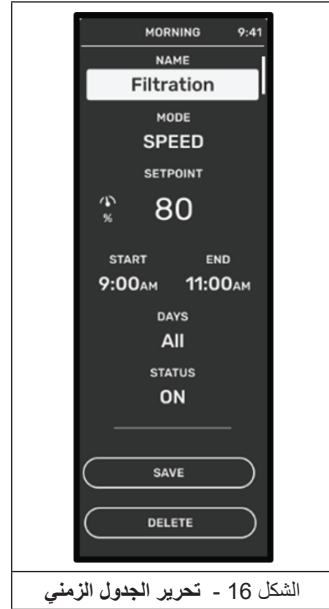 MORNING 9:41
NAME
Filtration
MODE
SPEED
SETPOINT
% 80
START END
9:00AM 11:00AM
DAYS
All
STATUS
ON
SAVE
DELETE
الشكل 16 - تحرير الجدول الزمني